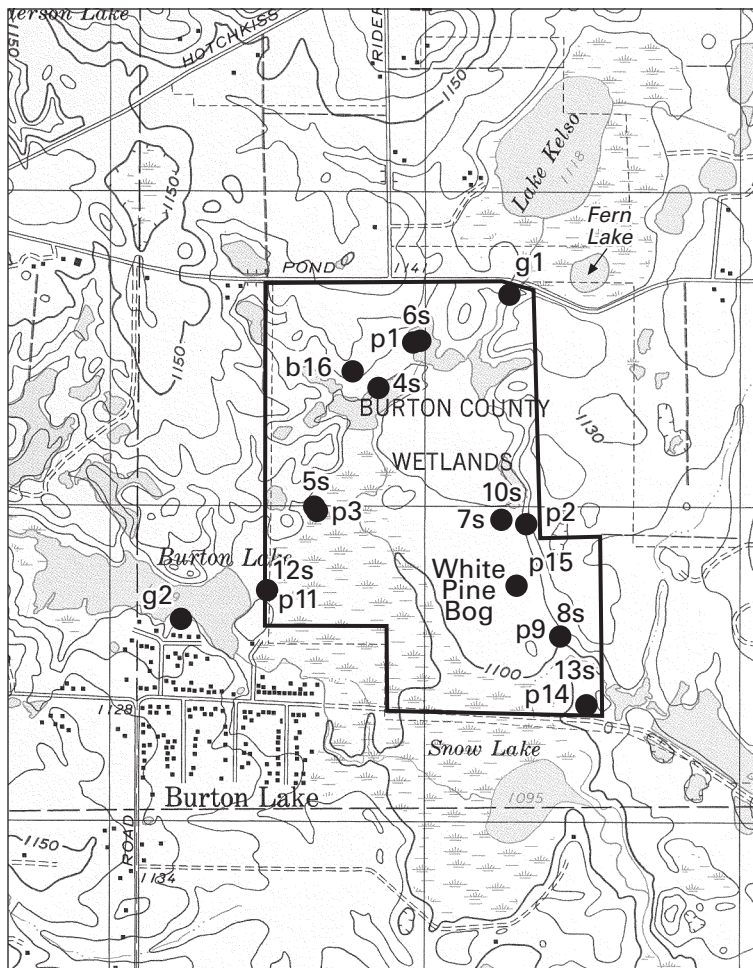 HOTCHKISS
RIDER
1150
1150
1150
Lake Kelso
1118
Fern
Lake
1150
POND
1141
g1
6s
p1
b16
4s
BURTON COUNTY
1150
1130
WETLANDS
5s
p3
10s
7s
p2
Burton Lake
12s
p11
g2
p15
White
Pine
Bog
8s
p9
13s
p14
1100
1128
Snow Lake
Burton Lake
1095
ROAD
1150
1134